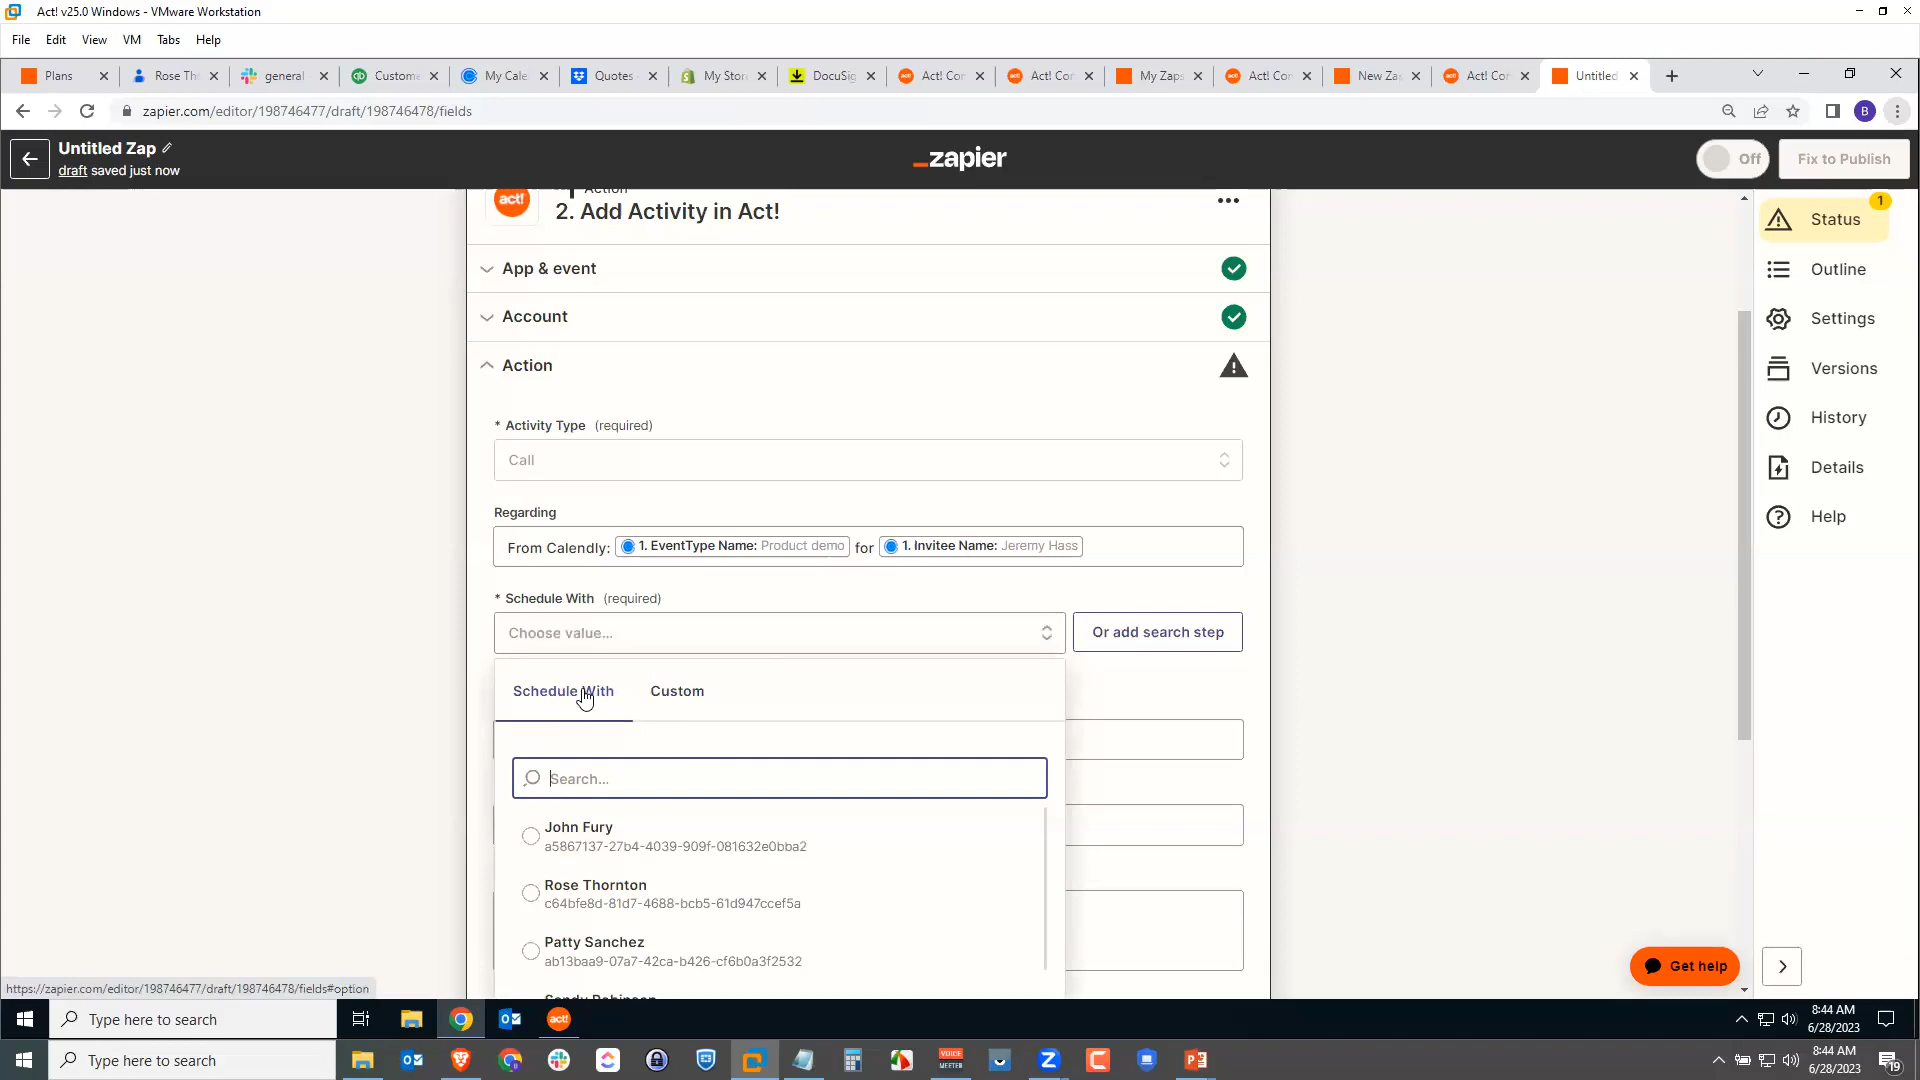 Act! v25.0 Windows - VMware Workstation
File Edit View VM Tabs Help
Plans Rose Th general Custome My Cale Quotes My Stor DocuSig Act! Cor Act! Cor My Zaps Act! Cor New Za Act! Cor Untitled
zapier.com/editor/198746477/draft/198746478/fields B
Untitled Zap
draft saved just now
_zapier
Off
Fix to Publish
Action
act!
2. Add Activity in Act!
App & event
Account
Action
* Activity Type (required)
Call
Regarding
From Calendly: 1. EventType Name: Product demo for 1. Invitee Name: Jeremy Hass
* Schedule With (required)
Choose value...
Or add search step
Schedule With Custom
Search...
John Fury
a5867137-27b4-4039-909f-081632e0bba2
Rose Thornton
c64bfe8d-81d7-4688-bcb5-61d947ccef5a
Patty Sanchez
ab13baa9-07a7-42ca-b426-cf6b0a3f2532
1
Status
Outline
Settings
Versions
History
Details
Help
Get help
https://zapier.com/editor/198746477/draft/198746478/fields#option
Type here to search
act!
8:44 AM
6/28/2023
Type here to search
VOICE
MEETER
8:44 AM
6/28/2023
19